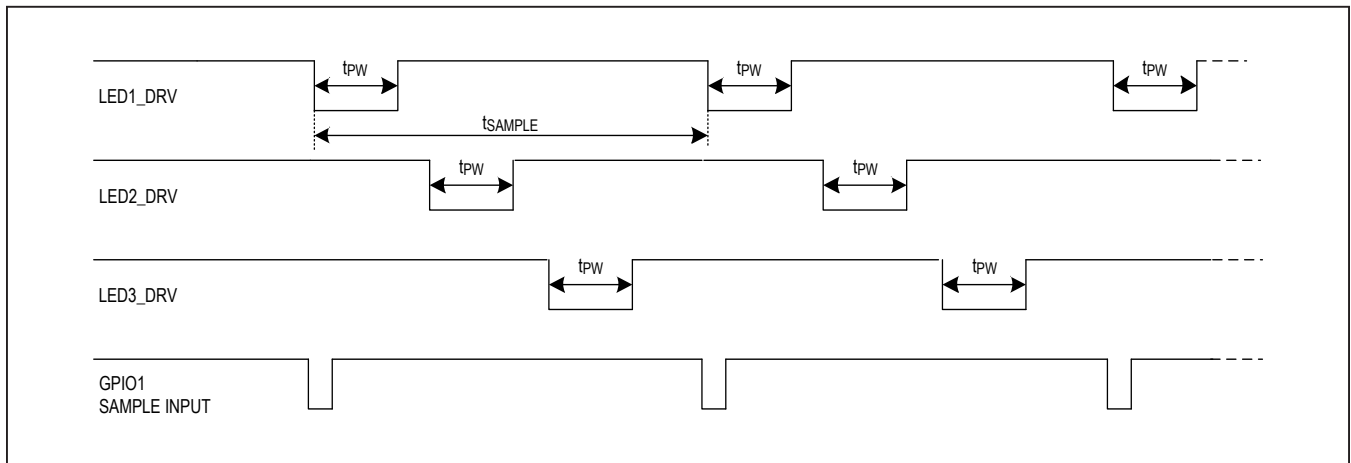 tPW tPW tPW
LED1_DRV
tSAMPLE
tPW tPW
LED2_DRV
tPW tPW
LED3_DRV
GPIO1
SAMPLE INPUT